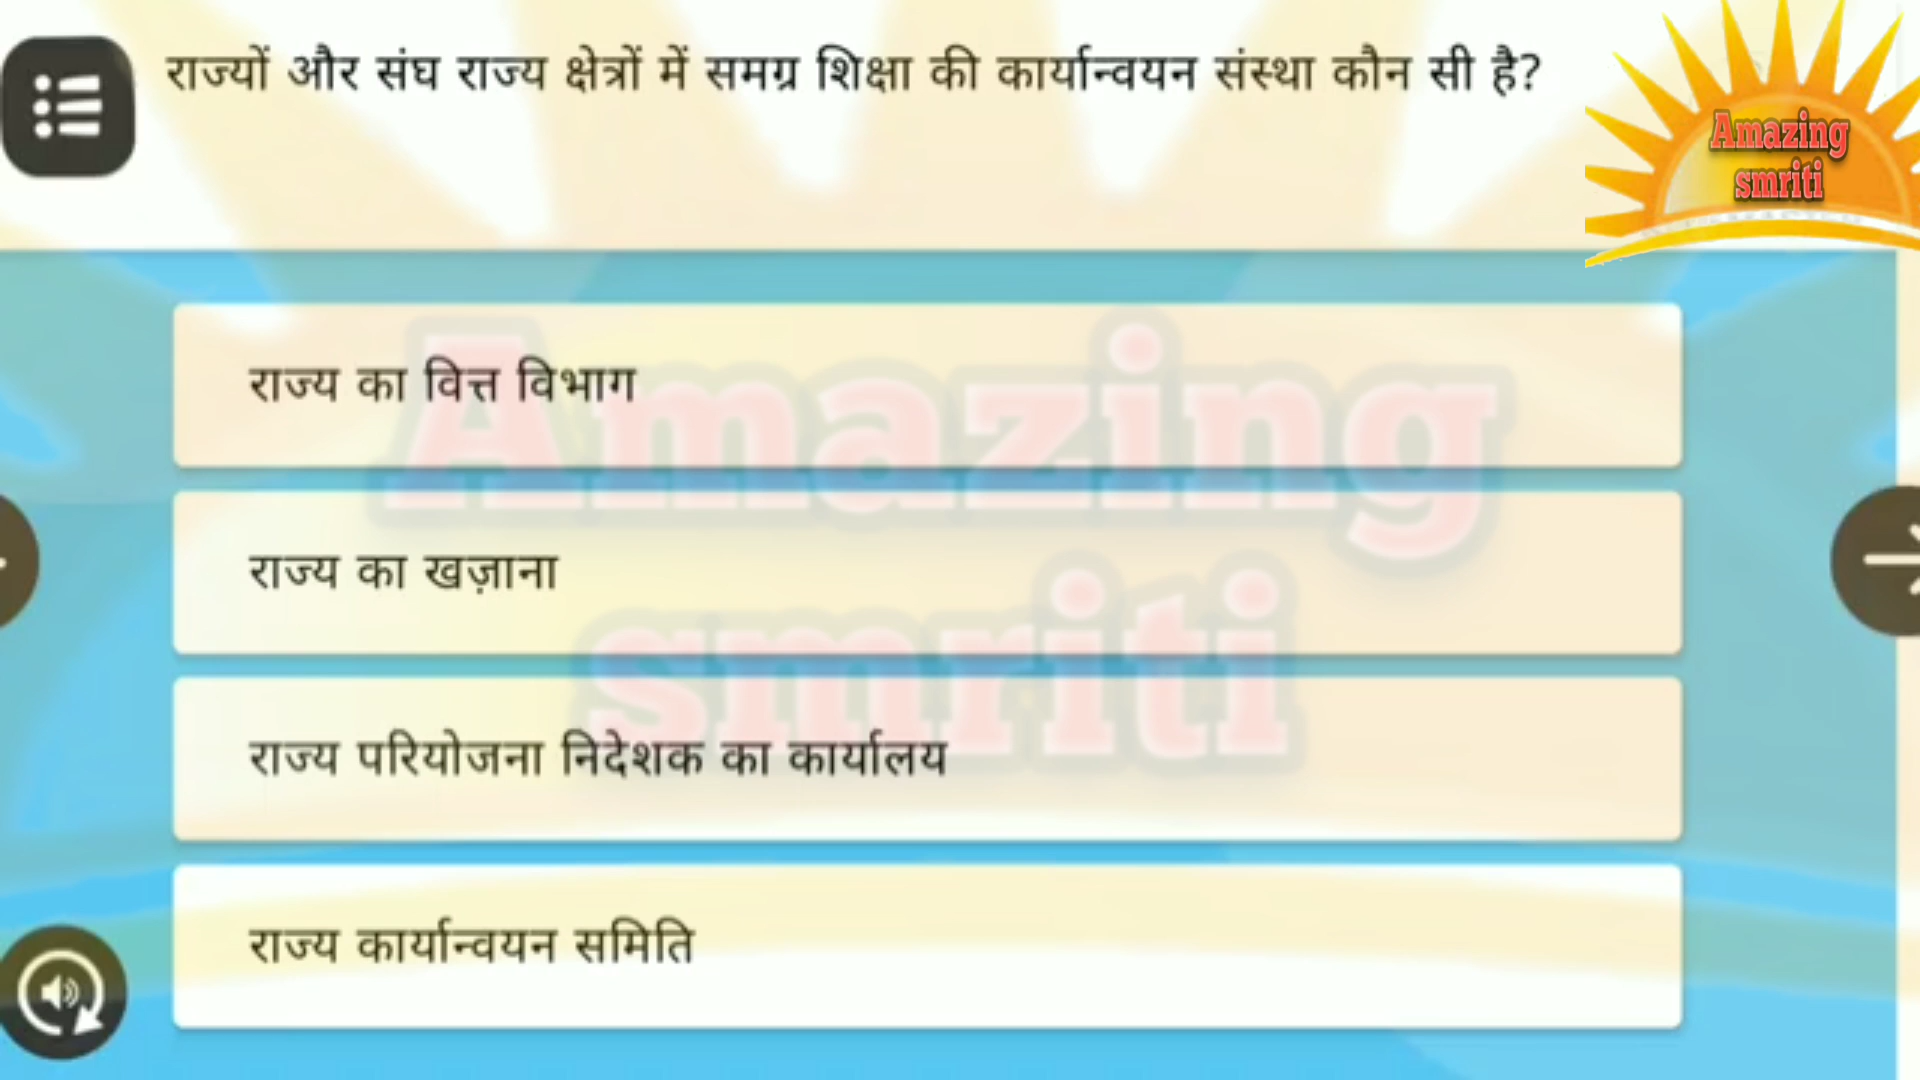 राज्यों और संघ राज्य क्षेत्रों में समग्र शिक्षा की कार्यान्वयन संस्था कौन सी है?
Amazing
smriti
राज्य का वित्त विभाग
राज्य का खज़ाना
राज्य परियोजना निदेशक का कार्यालय
राज्य कार्यान्वयन समिति
Amazing
smriti